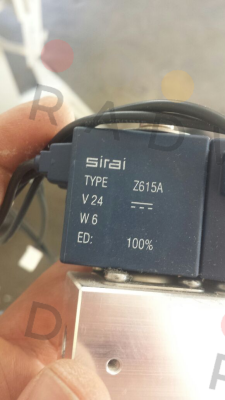 sirai
TYPE Z615A
V 24 ⎓
W 6
ED: 100%